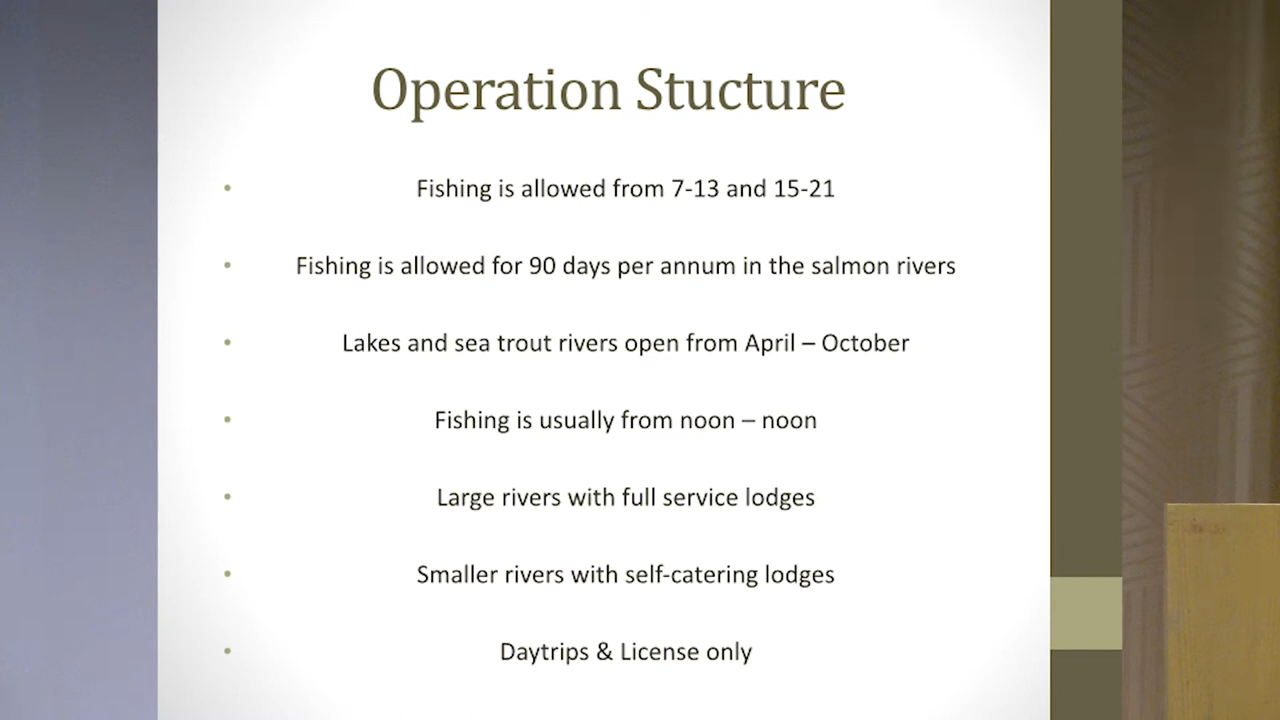 Operation Stucture
• Fishing is allowed from 7-13 and 15-21
• Fishing is allowed for 90 days per annum in the salmon rivers
• Lakes and sea trout rivers open from April – October
• Fishing is usually from noon – noon
• Large rivers with full service lodges
• Smaller rivers with self-catering lodges
• Daytrips & License only